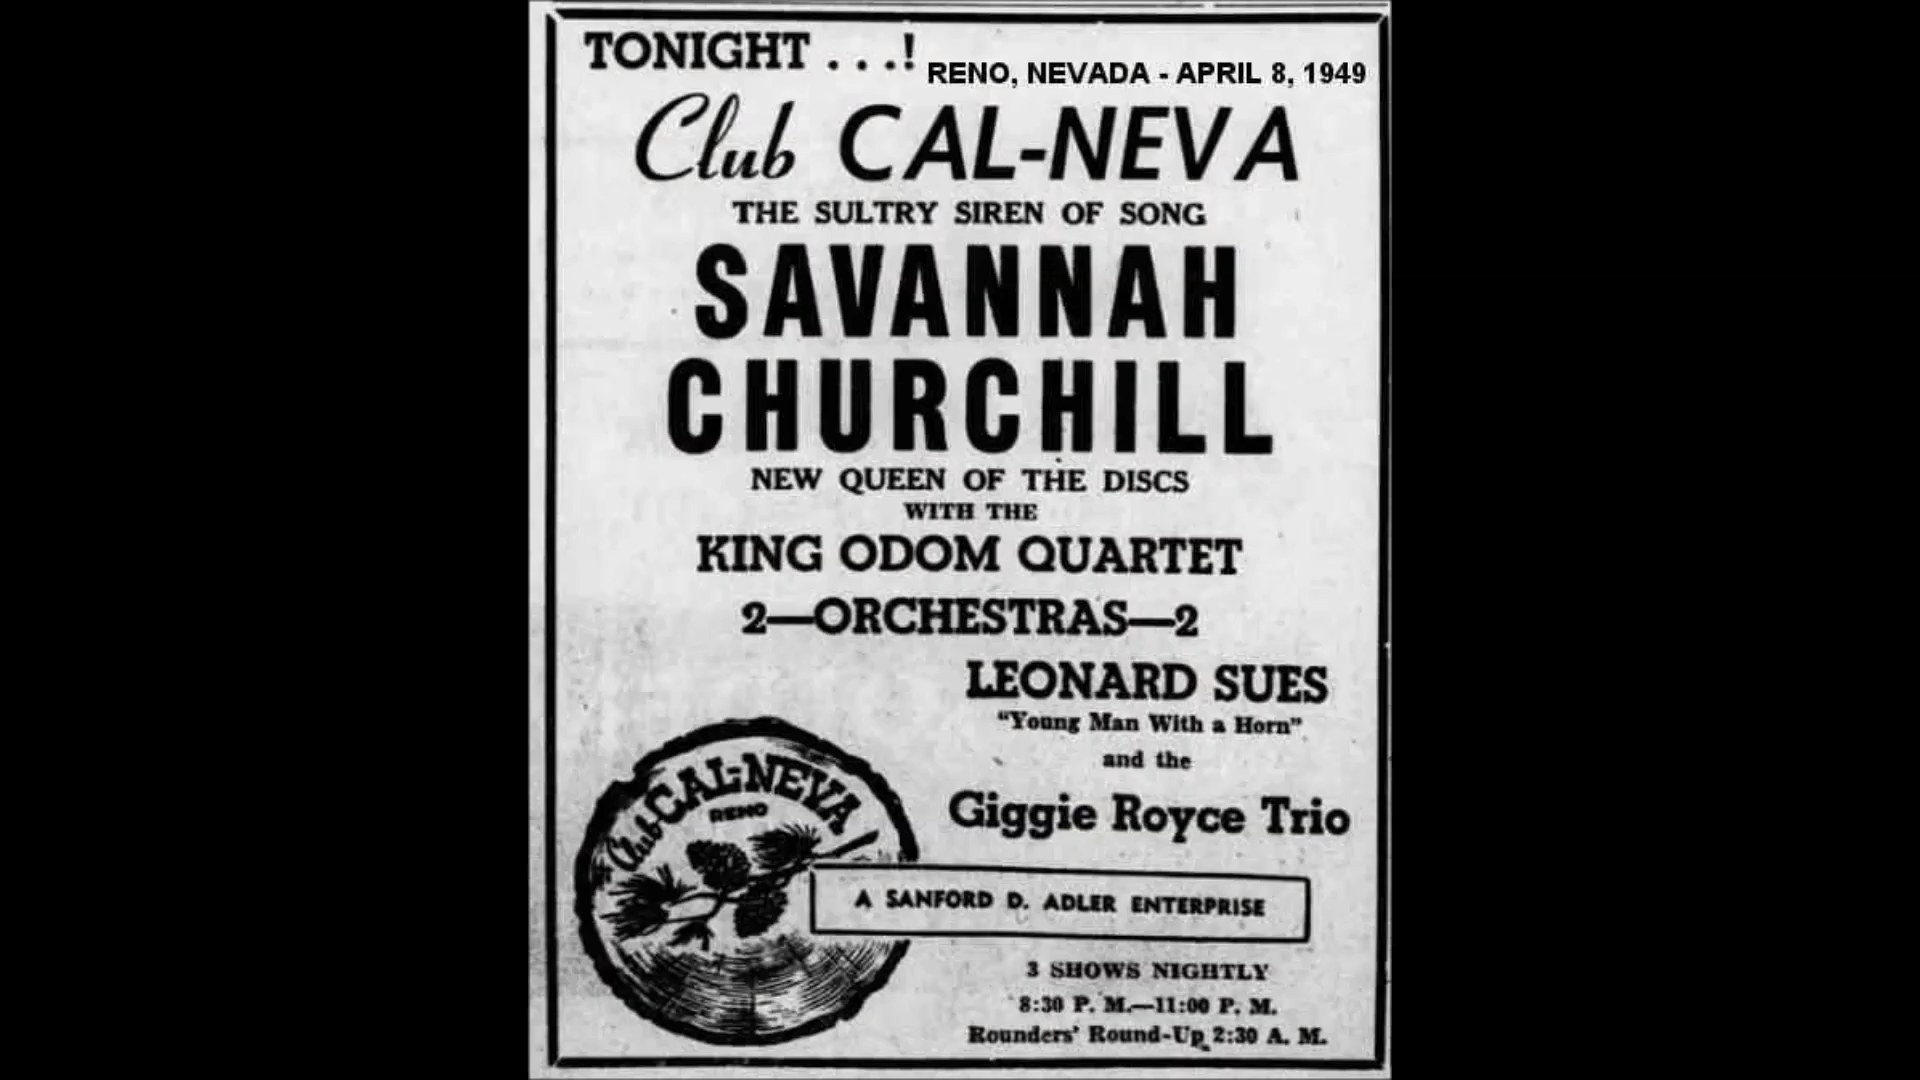 TONIGHT . . .!
RENO, NEVADA - APRIL 8, 1949
Club CAL-NEVA
THE SULTRY SIREN OF SONG
SAVANNAH
CHURCHILL
NEW QUEEN OF THE DISCS
WITH THE
KING ODOM QUARTET
2—ORCHESTRAS—2
LEONARD SUES
"Young Man With a Horn"
and the
Giggie Royce Trio
Club CAL-NEVA
RENO
A SANFORD D. ADLER ENTERPRISE
3 SHOWS NIGHTLY
8:30 P. M.—11:00 P. M.
Rounders' Round-Up 2:30 A. M.